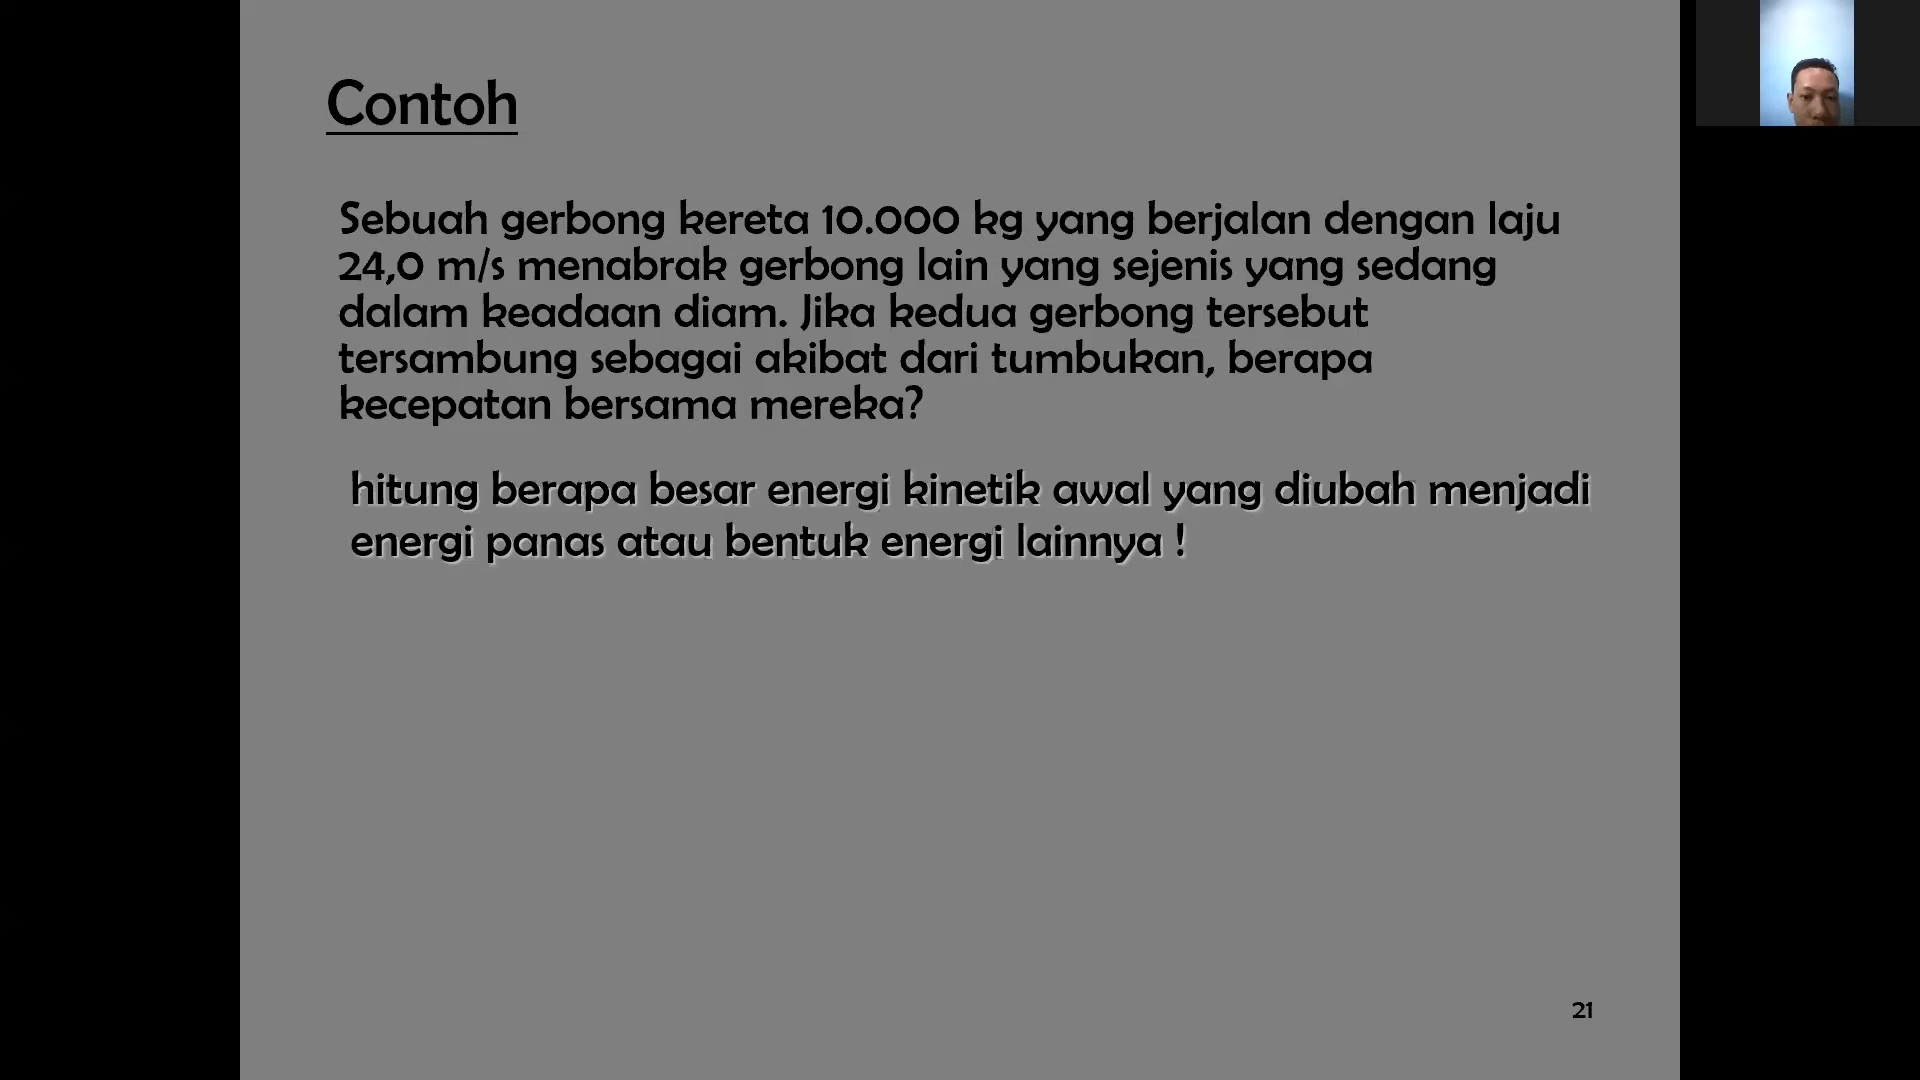 Contoh
Sebuah gerbong kereta 10.000 kg yang berjalan dengan laju
24,0 m/s menabrak gerbong lain yang sejenis yang sedang
dalam keadaan diam. Jika kedua gerbong tersebut
tersambung sebagai akibat dari tumbukan, berapa
kecepatan bersama mereka?
hitung berapa besar energi kinetik awal yang diubah menjadi
energi panas atau bentuk energi lainnya !
21